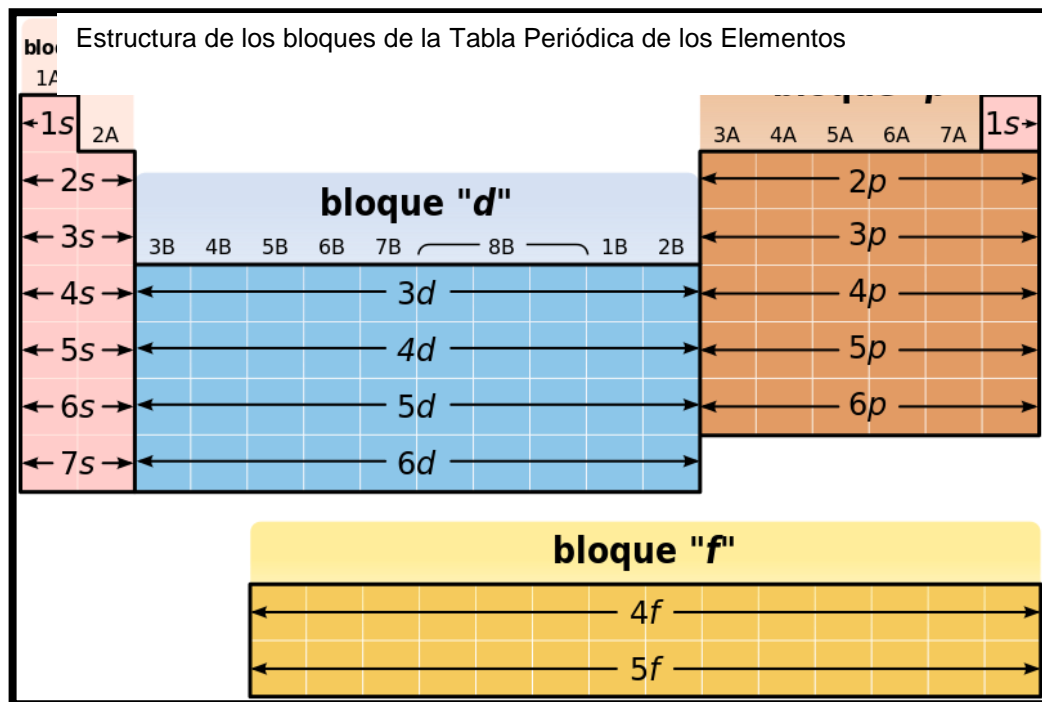 Estructura de los bloques de la Tabla Periódica de los Elementos
1s 2A 3A 4A 5A 6A 7A 1s
2s 2p
bloque "d"
3s 3B 4B 5B 6B 7B 8B 1B 2B 3p
4s 3d 4p
5s 4d 5p
6s 5d 6p
7s 6d
bloque "f"
4f
5f